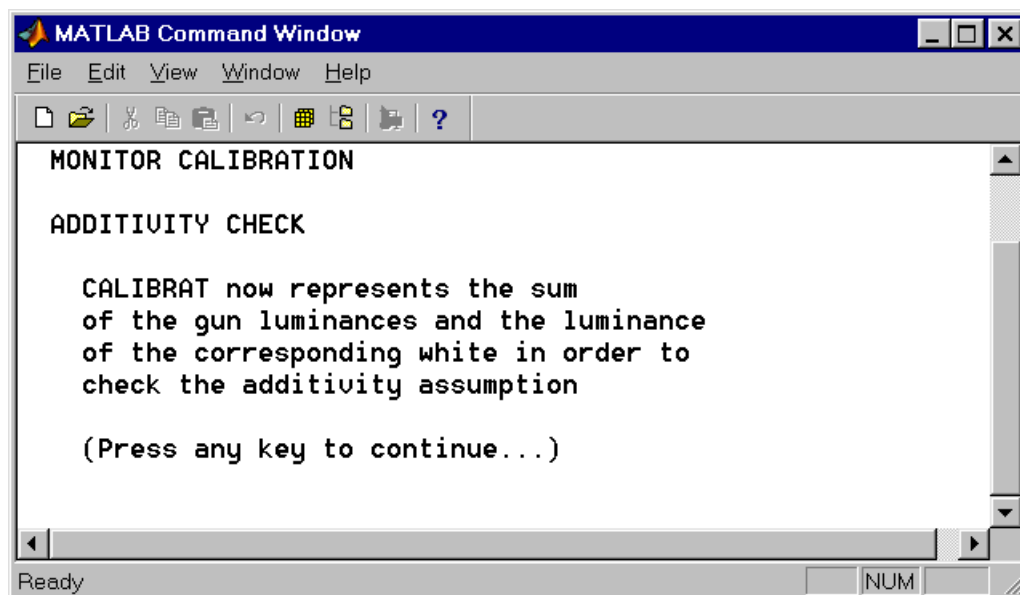 MATLAB Command Window
File Edit View Window Help
?
MONITOR CALIBRATION
ADDITIVITY CHECK
CALIBRAT now represents the sum
of the gun luminances and the luminance
of the corresponding white in order to
check the additivity assumption
(Press any key to continue...)
Ready NUM